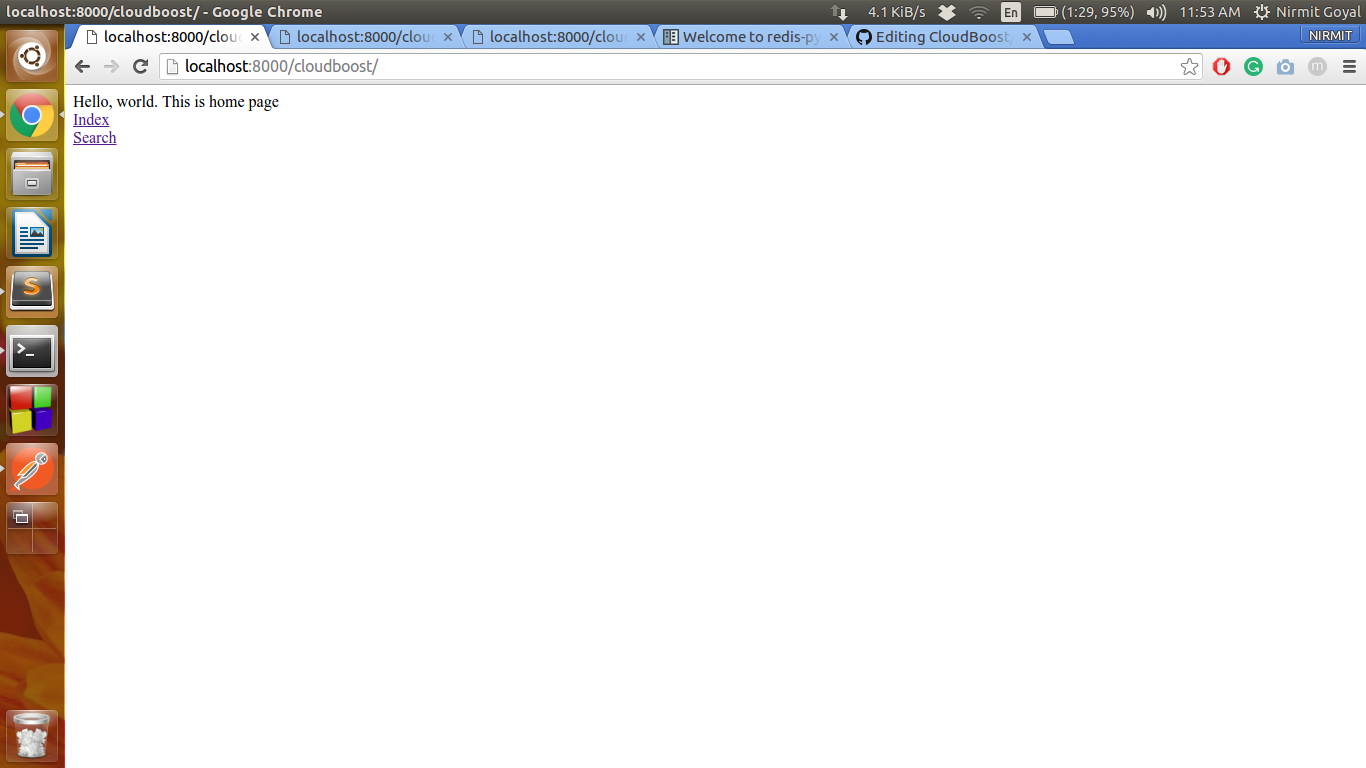 localhost:8000/cloudboost/ - Google Chrome
4.1 KiB/s
En
(1:29, 95%)
11:53 AM
Nirmit Goyal
localhost:8000/clou
localhost:8000/clou
localhost:8000/clou
Welcome to redis-py
Editing CloudBoost/
NIRMIT
localhost:8000/cloudboost/
m
Hello, world. This is home page
Index
Search
S
>_